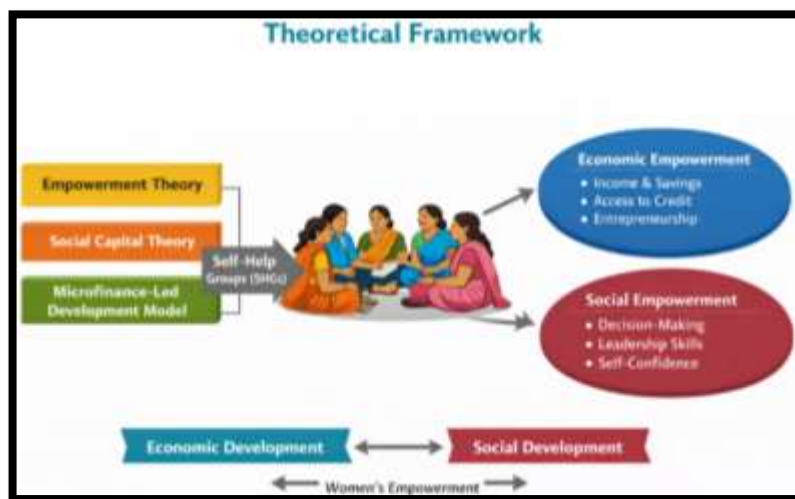 Theoretical Framework
Empowerment Theory
Social Capital Theory
Microfinance-Led
Development Model
Self-Help
Groups (SHGs)
Economic Empowerment
• Income & Savings
• Access to Credit
• Entrepreneurship
Social Empowerment
• Decision-Making
• Leadership Skills
• Self-Confidence
Economic Development
Social Development
Women's Empowerment